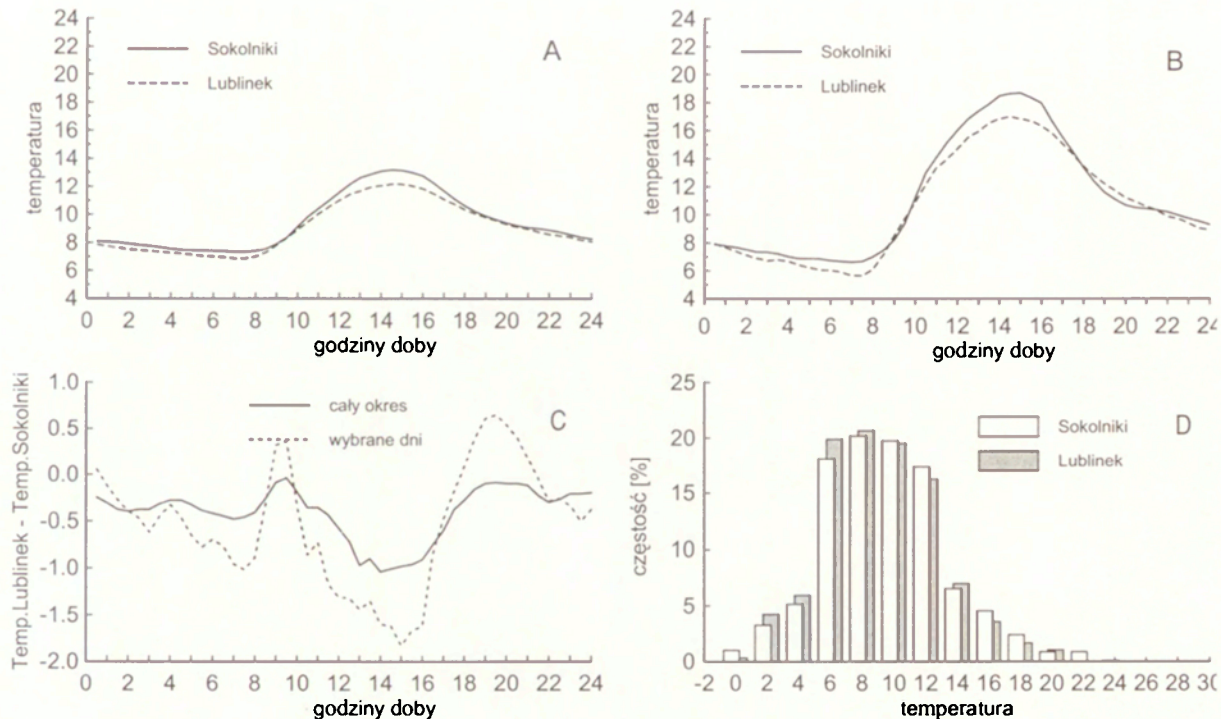 A
temperatura
24
22
20
18
16
14
12
10
8
6
4
Sokolniki
Lublinek
0 2 4 6 8 10 12 14 16 18 20 22 24
godziny doby
B
temperatura
24
22
20
18
16
14
12
10
8
6
4
Sokolniki
Lublinek
0 2 4 6 8 10 12 14 16 18 20 22 24
godziny doby
C
Temp.Lublinek - Temp.Sokolniki
1.0
0.5
0.0
-0.5
-1.0
-1.5
-2.0
cały okres
wybrane dni
0 2 4 6 8 10 12 14 16 18 20 22 24
godziny doby
D
częstość [%]
25
20
15
10
5
0
Sokolniki
Lublinek
-2 0 2 4 6 8 10 12 14 16 18 20 22 24 26 28 30
temperatura